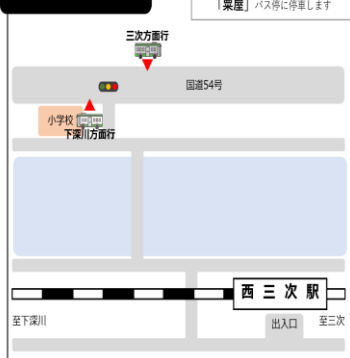 「粟屋」バス停に停車します
三次方面行
国道54号
小学校
下深川方面行
西三次駅
至下深川
出入口
至三次